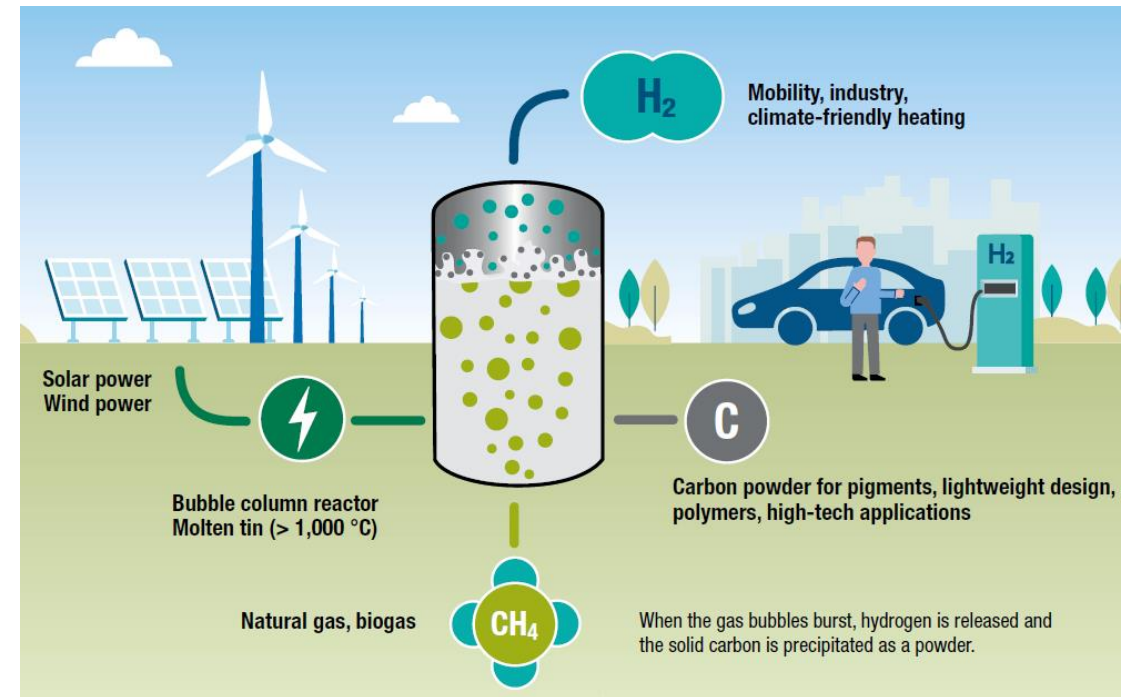 H₂
Mobility, industry,
climate-friendly heating
H₂
Solar power
Wind power
C
Bubble column reactor
Molten tin (> 1,000 °C)
Carbon powder for pigments, lightweight design,
polymers, high-tech applications
Natural gas, biogas
CH₄
When the gas bubbles burst, hydrogen is released and
the solid carbon is precipitated as a powder.